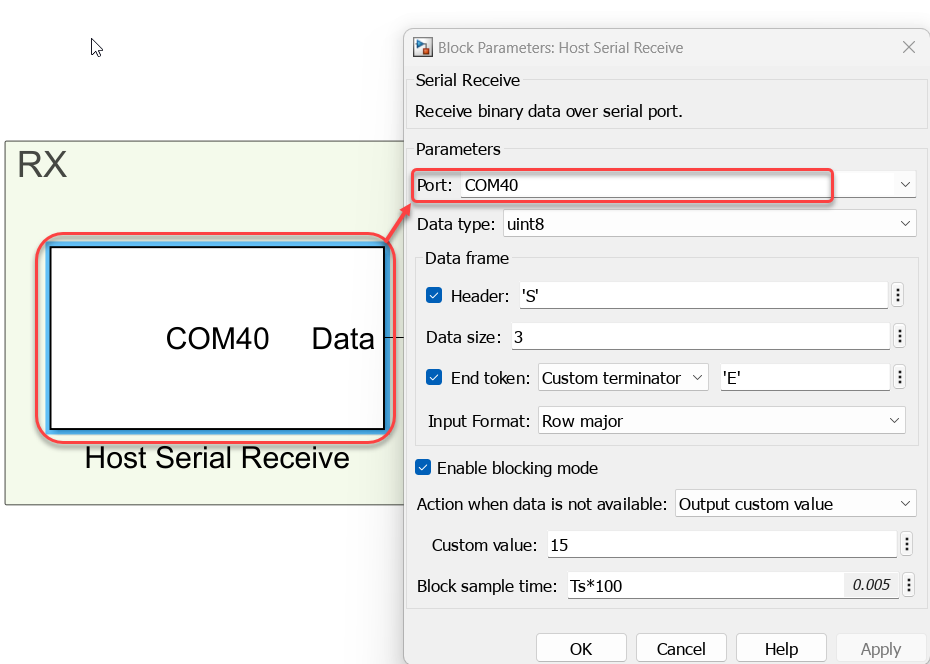 Block Parameters: Host Serial Receive
Serial Receive
Receive binary data over serial port.
Parameters
Port: COM40
Data type: uint8
Data frame
Header: 'S'
Data size: 3
End token: Custom terminator 'E'
Input Format: Row major
Enable blocking mode
Action when data is not available: Output custom value
Custom value: 15
Block sample time: Ts*100 0.005
OK Cancel Help Apply
RX
COM40 Data
Host Serial Receive